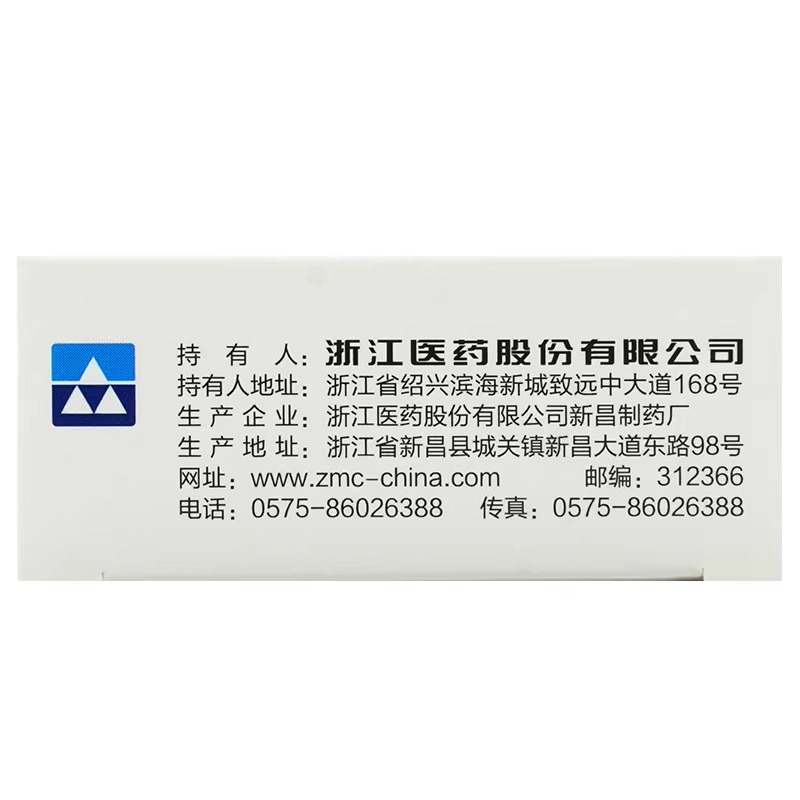 持有人：浙江医药股份有限公司
持有人地址：浙江省绍兴滨海新城致远中大道168号
生产企业：浙江医药股份有限公司新昌制药厂
生产地址：浙江省新昌县城关镇新昌大道东路98号
网址：www.zmc-china.com 邮编：312366
电话：0575-86026388 传真：0575-86026388